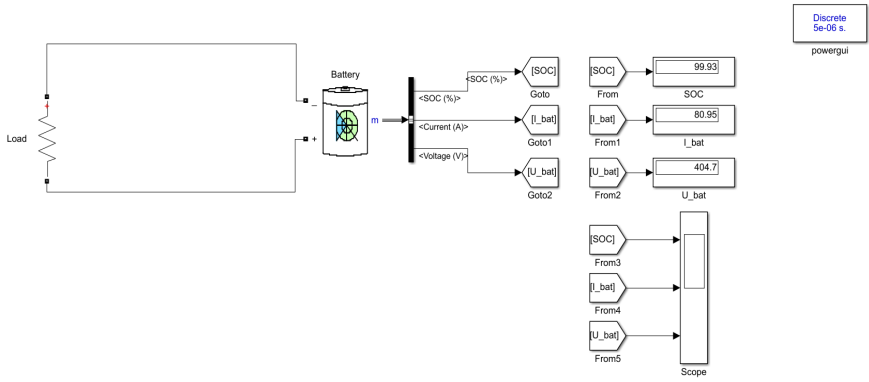 Discrete
5e-06 s.
powergui
Battery
m
Load
+
–
+
<SOC (%)>
<SOC (%)>
<Current (A)>
<Voltage (V)>
[SOC]
Goto
[I_bat]
Goto1
[U_bat]
Goto2
[SOC]
From
99.93
SOC
[I_bat]
From1
80.95
I_bat
[U_bat]
From2
404.7
U_bat
[SOC]
From3
[I_bat]
From4
[U_bat]
From5
Scope